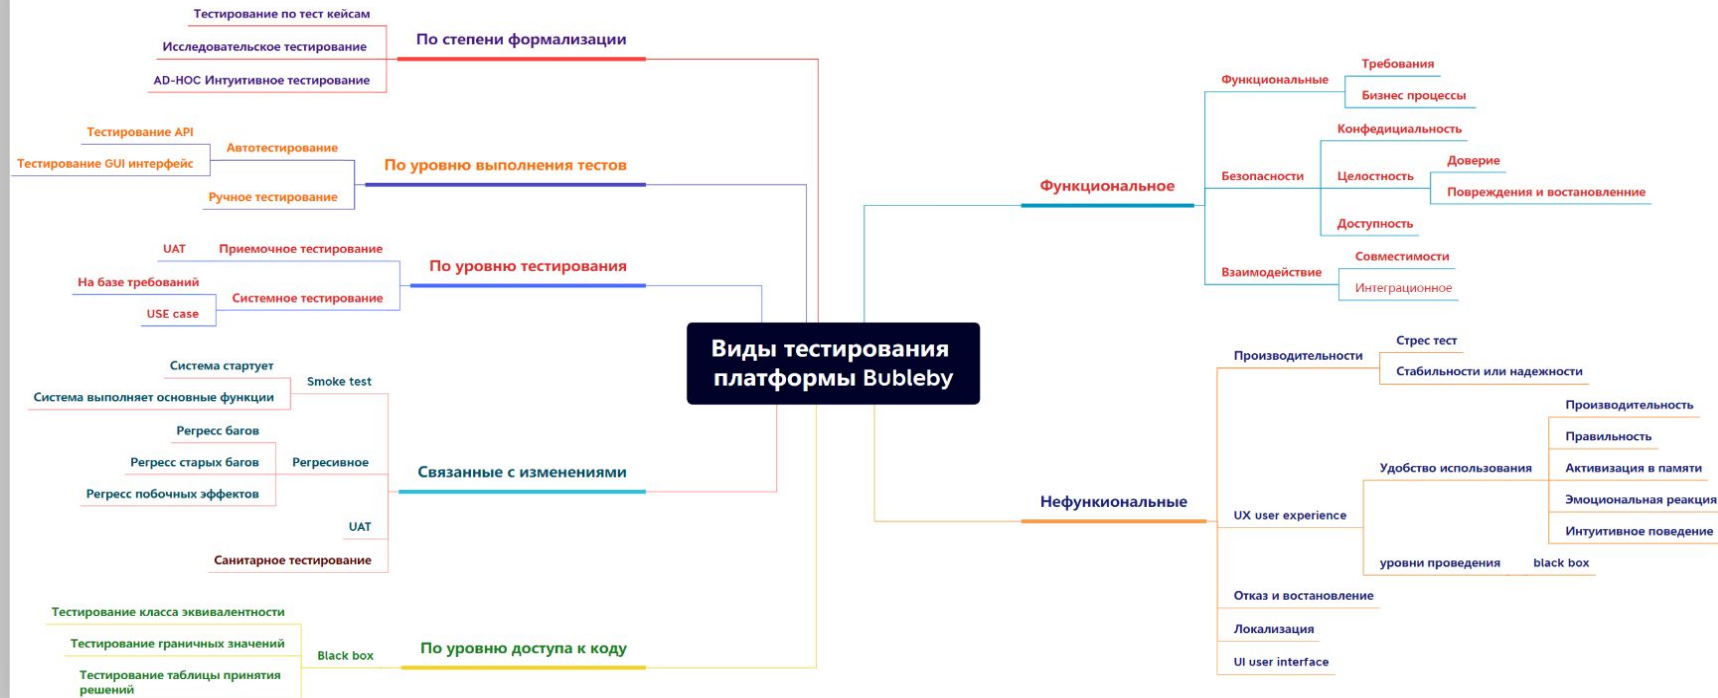 Тестирование по тест кейсам
Исследовательское тестирование
AD-HOC Интуитивное тестирование
По степени формализации
Тестирование API
Тестирование GUI интерфейс
Автотестирование
Ручное тестирование
По уровню выполнения тестов
UAT
Приемочное тестирование
На базе требований
USE case
Системное тестирование
По уровню тестирования
Система стартует
Система выполняет основные функции
Smoke test
Регресс багов
Регресс старых багов
Регресс побочных эффектов
Регресивное
UAT
Санитарное тестирование
Связанные с изменениями
Тестирование класса эквивалентности
Тестирование граничных значений
Тестирование таблицы принятия
решений
Black box
По уровню доступа к коду
Виды тестирования
платформы Bubleby
Функциональное
Функциональные
Требования
Бизнес процессы
Безопасности
Конфедициальность
Целостность
Доверие
Повреждения и востановленние
Доступность
Взаимодействие
Совместимости
Интеграционное
Нефункиональные
Производительности
Стрес тест
Стабильности или надежности
UX user experience
Удобство использования
Производительность
Правильность
Активизация в памяти
Эмоциональная реакция
Интуитивное поведение
уровни проведения
black box
Отказ и востановление
Локализация
UI user interface